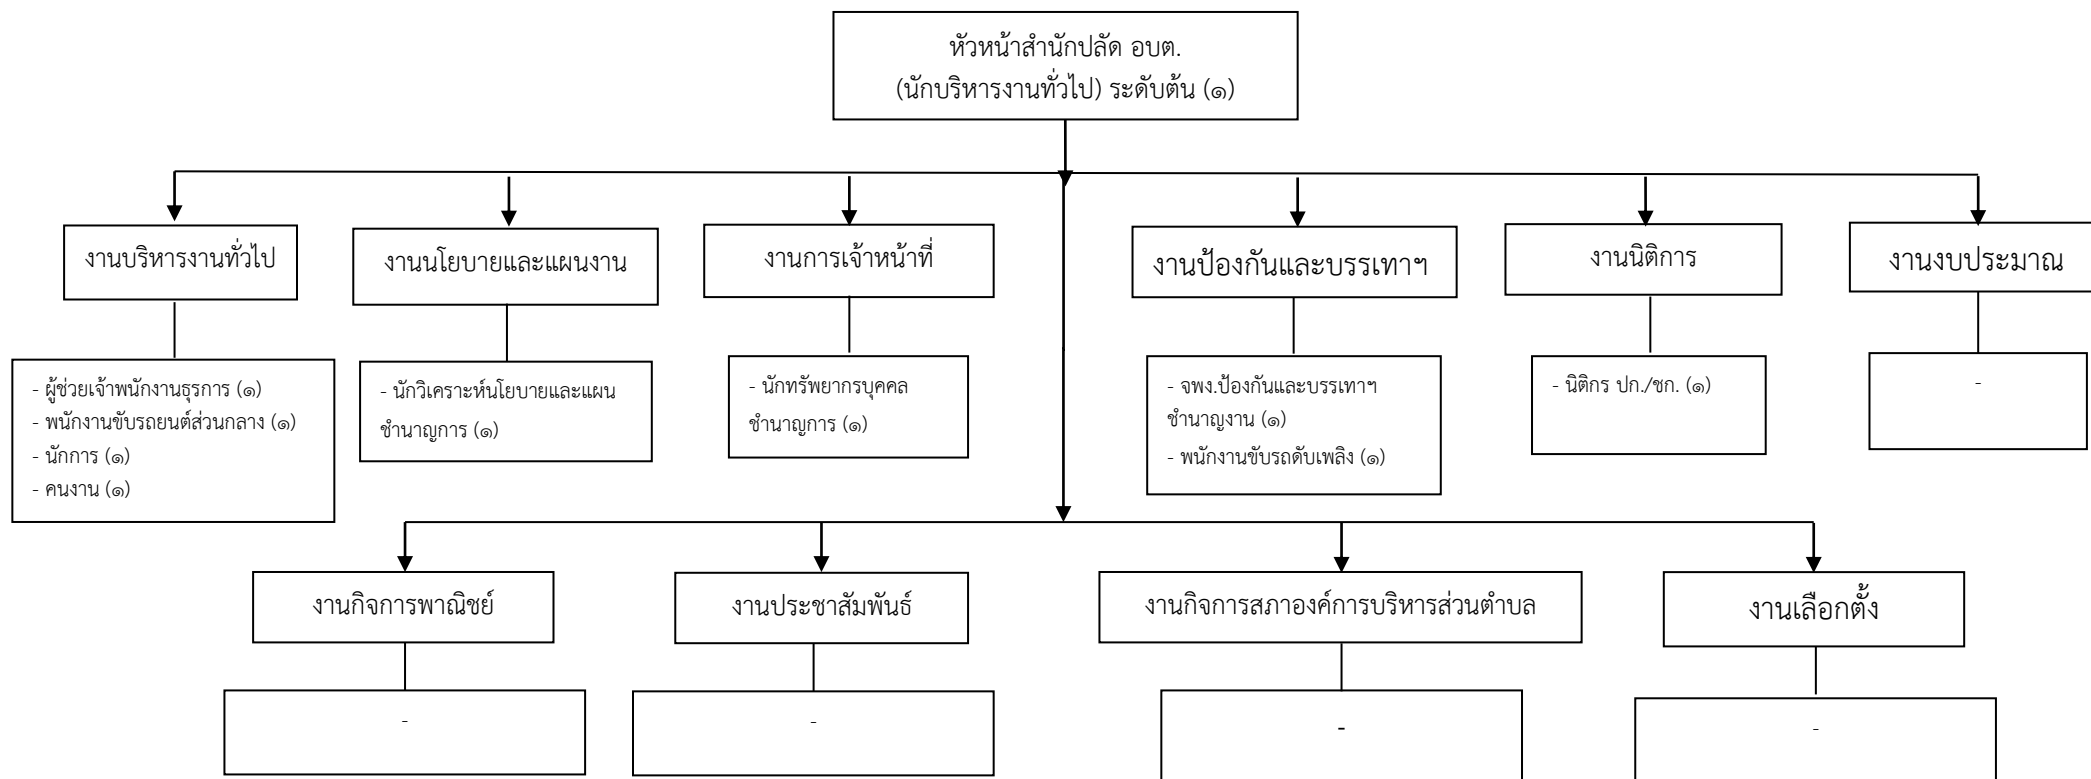 หัวหน้าสำนักปลัด อบต.
(นักบริหารงานทั่วไป) ระดับต้น (๑)
งานบริหารงานทั่วไป
งานนโยบายและแผนงาน
งานการเจ้าหน้าที่
งานป้องกันและบรรเทาฯ
งานนิติการ
งานงบประมาณ
- ผู้ช่วยเจ้าพนักงานธุรการ (๑)
- พนักงานขับรถยนต์ส่วนกลาง (๑)
- นักการ (๑)
- คนงาน (๑)
- นักวิเคราะห์นโยบายและแผน
ชำนาญการ (๑)
- นักทรัพยากรบุคคล
ชำนาญการ (๑)
- จพง.ป้องกันและบรรเทาฯ
ชำนาญงาน (๑)
- พนักงานขับรถดับเพลิง (๑)
- นิติกร ปก./ชก. (๑)
-
งานกิจการพาณิชย์
งานประชาสัมพันธ์
งานกิจการสภาองค์การบริหารส่วนตำบล
งานเลือกตั้ง
-
-
-
-